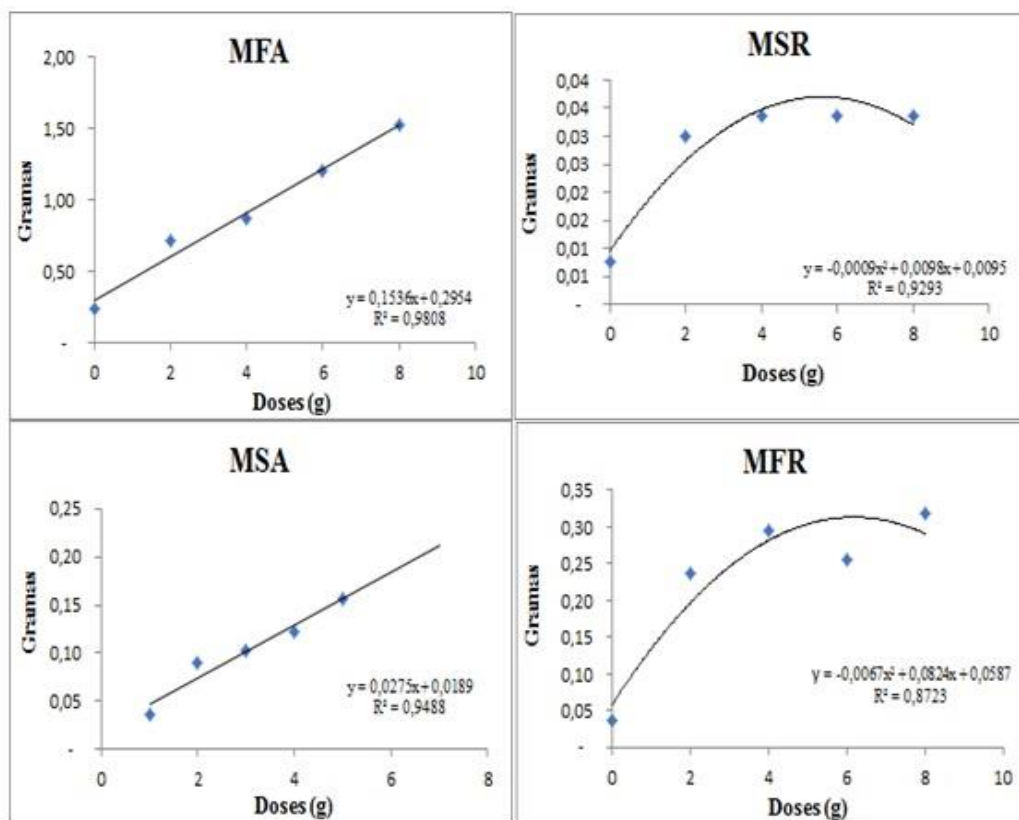 MFA
2,00
1,50
1,00
0,50
-
Gramas
0 2 4 6 8 10
Doses (g)
y = 0,1536x + 0,2954
R² = 0,9808
MSR
0,04
0,04
0,03
0,03
0,02
0,02
0,01
0,01
-
Gramas
0 2 4 6 8 10
Doses (g)
y = -0,0009x² + 0,0098x + 0,0095
R² = 0,9293
MSA
0,25
0,20
0,15
0,10
0,05
-
Gramas
0 2 4 6 8
Doses (g)
y = 0,0275x + 0,0189
R² = 0,9488
MFR
0,35
0,30
0,25
0,20
0,15
0,10
0,05
-
Gramas
0 2 4 6 8 10
Doses (g)
y = -0,0067x² + 0,0824x + 0,0587
R² = 0,8723